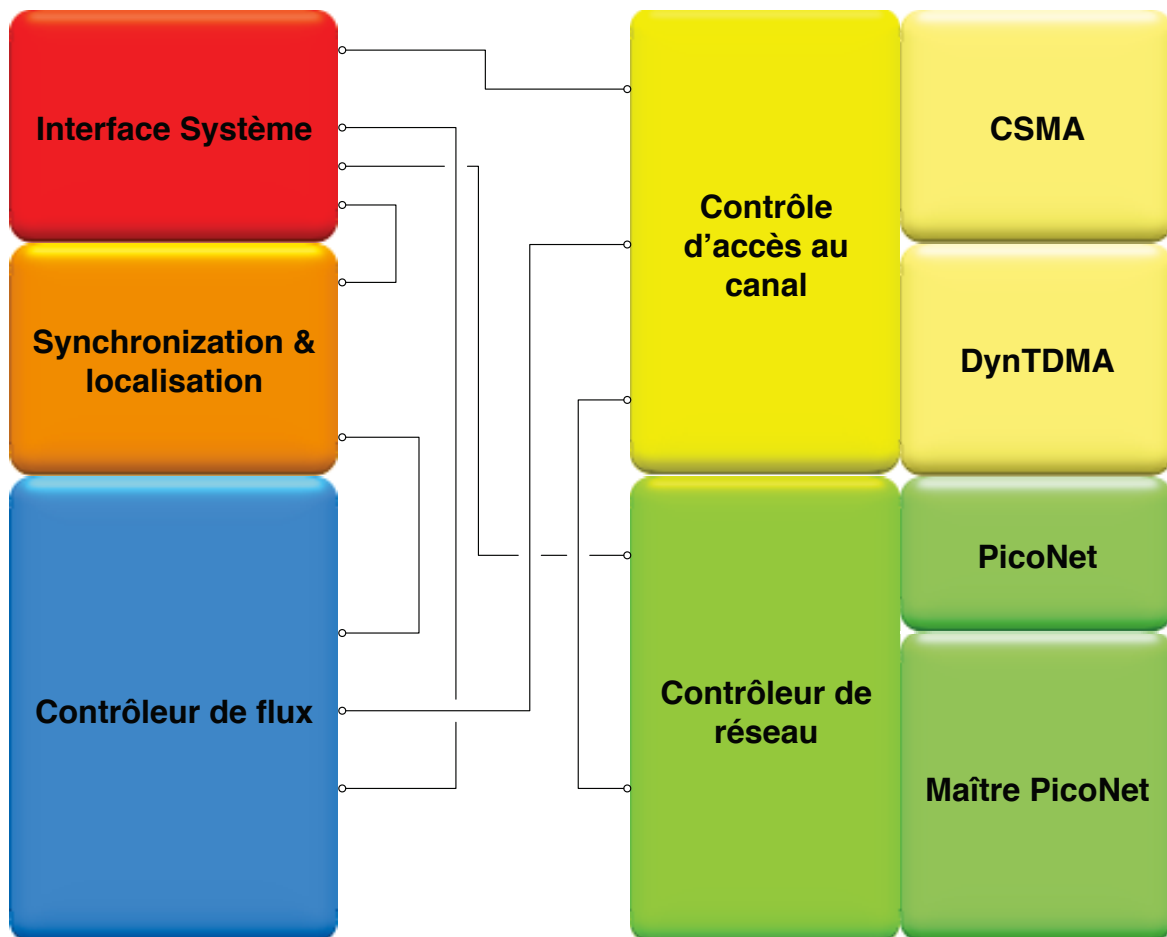 Interface Système
Synchronization &
localisation
Contrôleur de flux
Contrôle
d’accès au
canal
CSMA
DynTDMA
Contrôleur de
réseau
PicoNet
Maître PicoNet